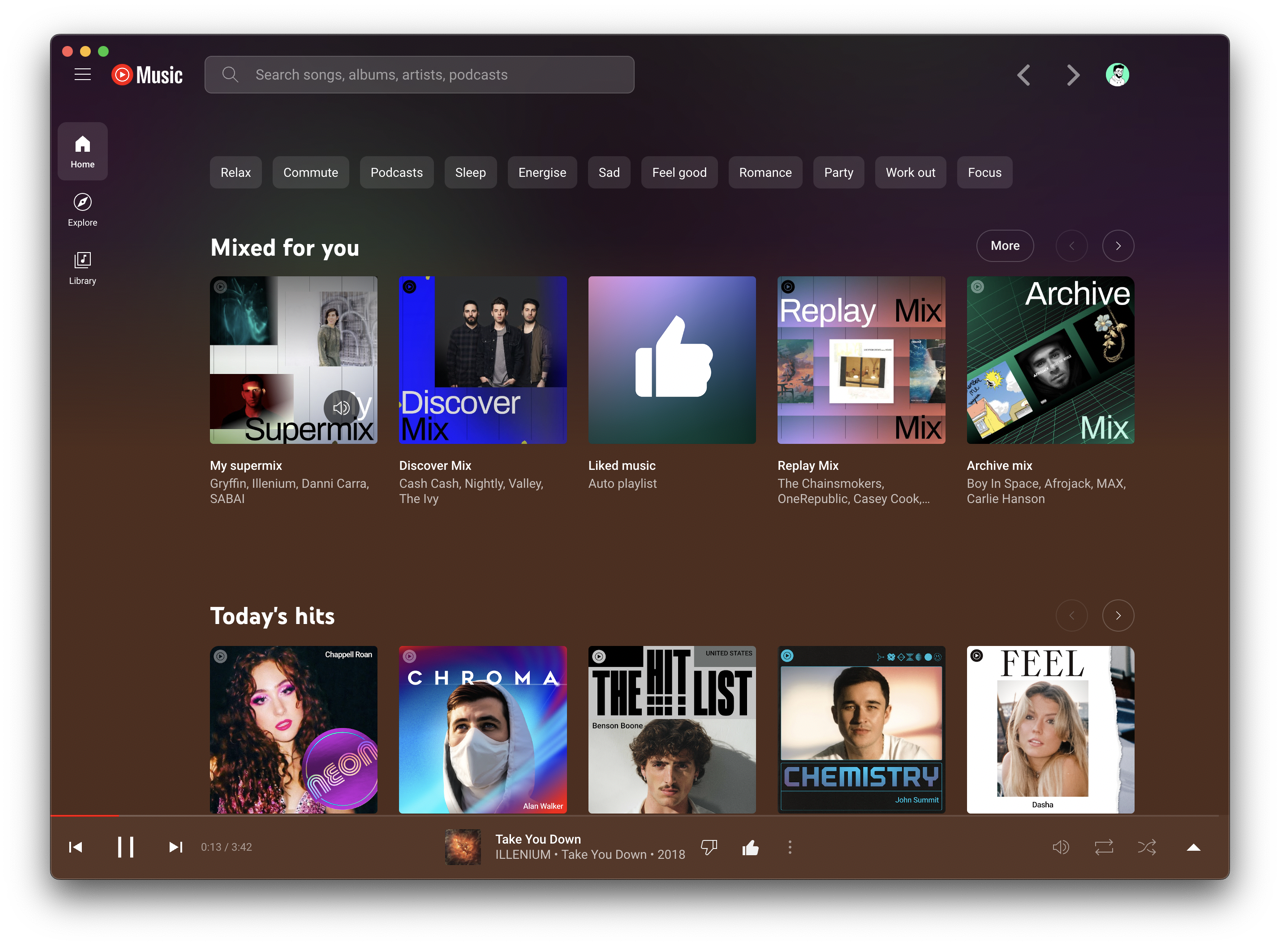 Music
Search songs, albums, artists, podcasts
Home
Explore
Library
Relax
Commute
Podcasts
Sleep
Energise
Sad
Feel good
Romance
Party
Work out
Focus
Mixed for you
More
y
Supermix
Discover
Mix
Replay Mix
Mix
Archive
Mix
My supermix
Gryffin, Illenium, Danni Carra,
SABAI
Discover Mix
Cash Cash, Nightly, Valley,
The Ivy
Liked music
Auto playlist
Replay Mix
The Chainsmokers,
OneRepublic, Casey Cook,...
Archive mix
Boy In Space, Afrojack, MAX,
Carlie Hanson
Today's hits
Chappell Roan
NEON
CHROMA
Alan Walker
UNITED STATES
THE HIT LIST
Benson Boone
CHEMISTRY
John Summit
FEEL
Dasha
0:13 / 3:42
Take You Down
ILLENIUM • Take You Down • 2018